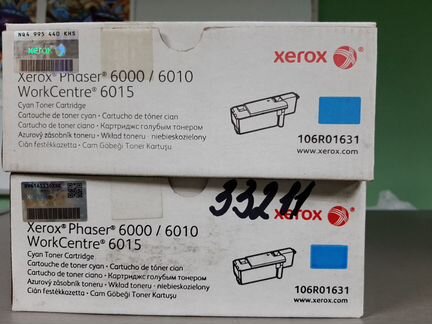 NQ4 995 440 KHS
xerox
xerox
Xerox® Phaser® 6000 / 6010
WorkCentre® 6015
Cyan Toner Cartridge
Cartouche de toner cyan • Cartucho de tóner cian
Cartuccia de toner ciano • Картридж голубым тонером
Azurový zásobník toneru • Wkład toneru - niebieskozielony
Cián festékkazetta • Cam Göbeği Toner Kartuşu
106R01631
www.xerox.com
33211
xerox
Xerox® Phaser® 6000 / 6010
WorkCentre® 6015
Cyan Toner Cartridge
Cartouche de toner cyan • Cartucho de tóner cian
Cartuccia de toner ciano • Картридж голубым тонером
Azurový zásobník toneru • Wkład toneru - niebieskozielony
Cián festékkazetta • Cam Göbeği Toner Kartuşu
106R01631
www.xerox.com